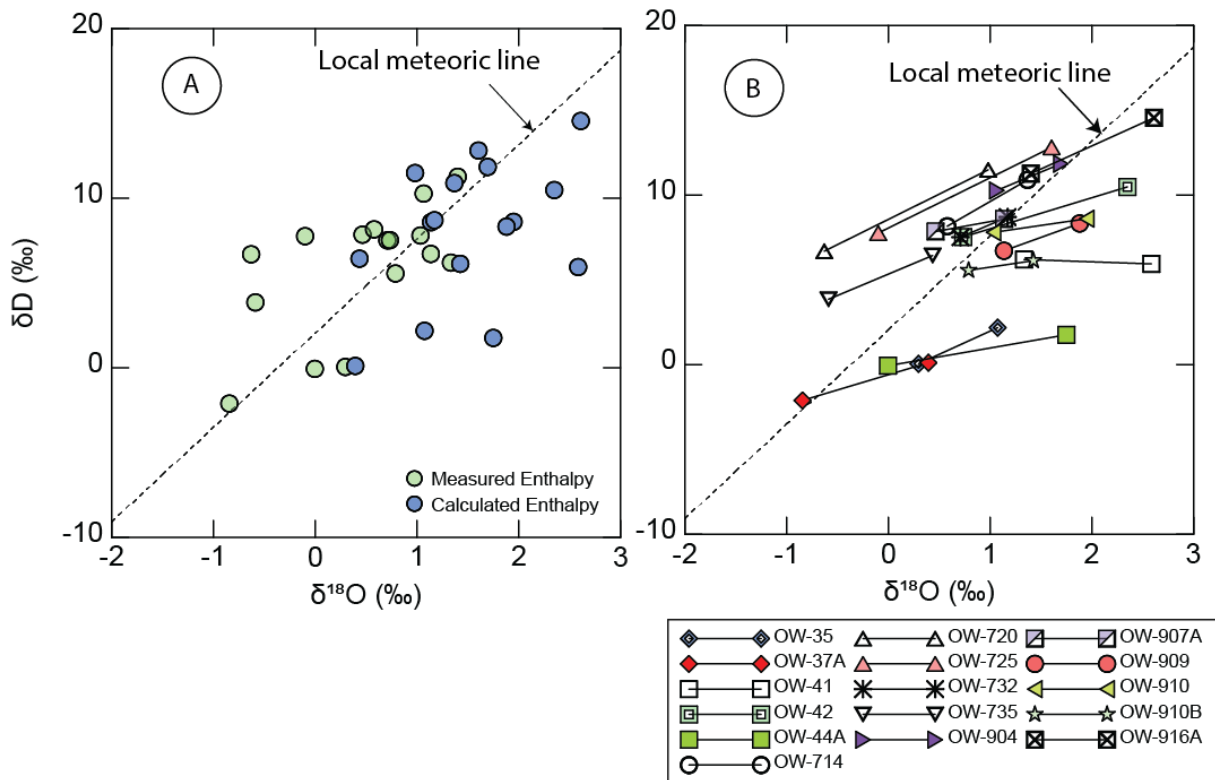 A
Local meteoric line
20
10
0
-10
δD (‰)
Measured Enthalpy
Calculated Enthalpy
-2
-1
0
1
2
3
δ¹⁸O (‰)
B
Local meteoric line
20
10
0
-10
-2
-1
0
1
2
3
δ¹⁸O (‰)
OW-35
OW-37A
OW-41
OW-42
OW-44A
OW-714
OW-720
OW-725
OW-732
OW-735
OW-904
OW-907A
OW-909
OW-910
OW-910B
OW-916A